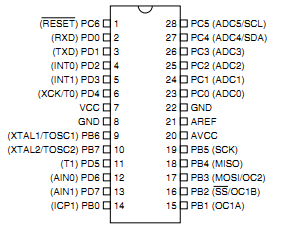 (RESET) PC6 1 28 PC5 (ADC5/SCL)
(RXD) PD0 2 27 PC4 (ADC4/SDA)
(TXD) PD1 3 26 PC3 (ADC3)
(INT0) PD2 4 25 PC2 (ADC2)
(INT1) PD3 5 24 PC1 (ADC1)
(XCK/T0) PD4 6 23 PC0 (ADC0)
VCC 7 22 GND
GND 8 21 AREF
(XTAL1/TOSC1) PB6 9 20 AVCC
(XTAL2/TOSC2) PB7 10 19 PB5 (SCK)
(T1) PD5 11 18 PB4 (MISO)
(AIN0) PD6 12 17 PB3 (MOSI/OC2)
(AIN1) PD7 13 16 PB2 (SS/OC1B)
(ICP1) PB0 14 15 PB1 (OC1A)